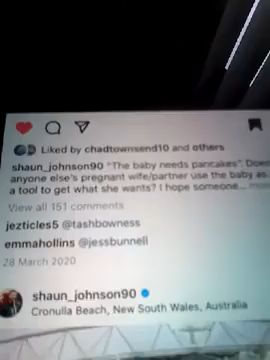 Liked by chadtownsend10 and others
shaun_johnson90 "The baby needs pancakes". Does
anyone else's pregnant wife/partner use the baby as
a tool to get what she wants? I hope someone... more
View all 151 comments
jezticles5 @tashbowness
emmahollins @jessbunnell
28 March 2020
shaun_johnson90
Cronulla Beach, New South Wales, Australia